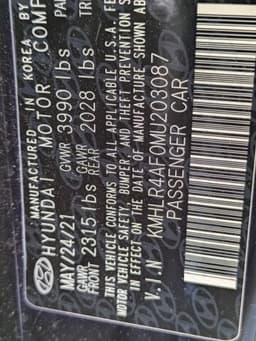 MANUFACTURED IN KOREA BY
HYUNDAI MOTOR COMP
MAY/24/21 GVWR 3990 lbs PA
GAWR FRONT 2315 lbs GAWR REAR 2028 lbs TR
THIS VEHICLE CONFORMS TO ALL APPLICABLE U.S.A. FE
MOTOR VEHICLE SAFETY, BUMPER, AND THEFT PREVENTION S
IN EFFECT ON THE DATE OF MANUFACTURE SHOWN AB
V.I.N KMHLR4AF0MU203087
PASSENGER CAR